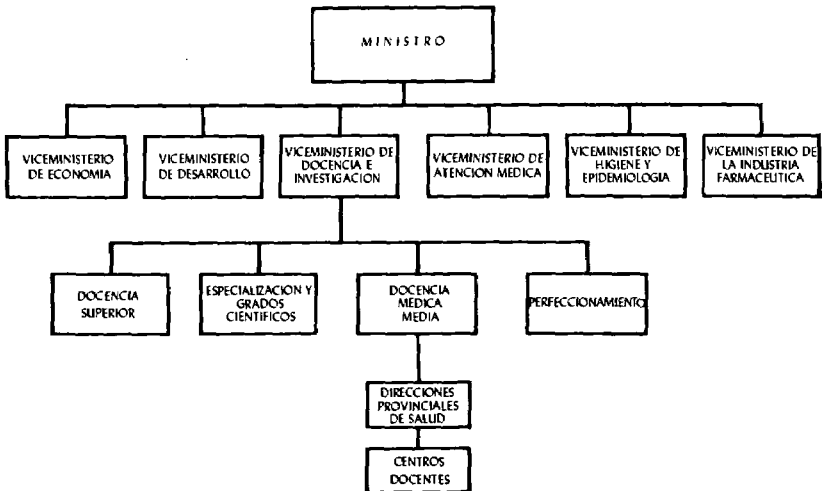 MINISTRO
VICEMINISTERIO
DE ECONOMIA
VICEMINISTERIO
DE DESARROLLO
VICEMINISTERIO DE
DOCENCIA E
INVESTIGACION
VICEMINISTERIO DE
ATENCION MEDICA
VICEMINISTERIO DE
HIGIENE Y
EPIDEMIOLOGIA
VICEMINISTERIO DE
LA INDUSTRIA
FARMACEUTICA
DOCENCIA
SUPERIOR
ESPECIALIZACION Y
GRADOS
CIENTIFICOS
DOCENCIA
MEDICA
MEDIA
PERFECCIONAMIENTO
DIRECCIONES
PROVINCIALES
DE SALUD
CENTROS
DOCENTES